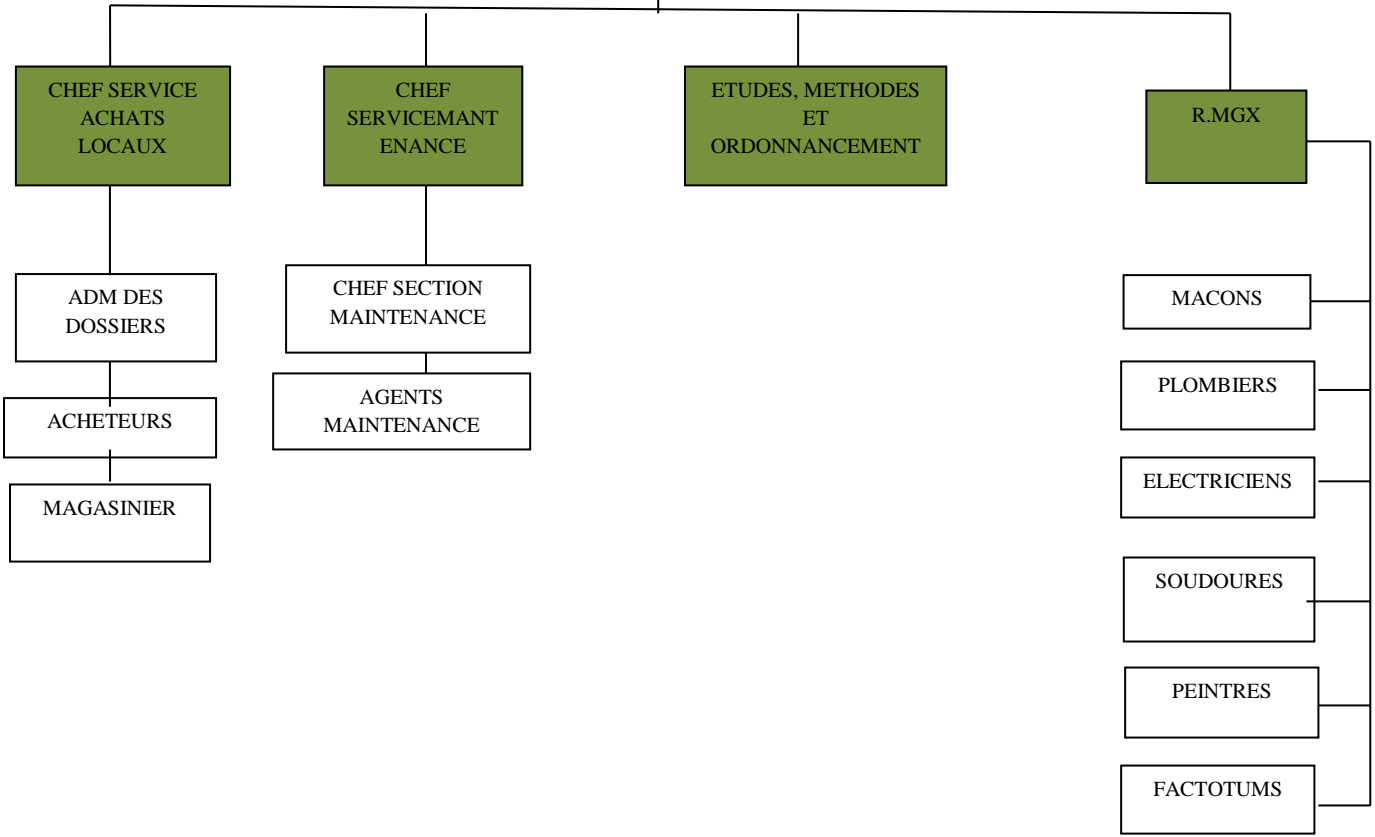 CHEF SERVICE
ACHATS
LOCAUX
CHEF
SERVICEMANT
ENANCE
ETUDES, METHODES
ET
ORDONNANCEMENT
R.MGX
ADM DES
DOSSIERS
ACHETEURS
MAGASINIER
CHEF SECTION
MAINTENANCE
AGENTS
MAINTENANCE
MACONS
PLOMBIERS
ELECTRICIENS
SOUDOURES
PEINTRES
FACTOTUMS